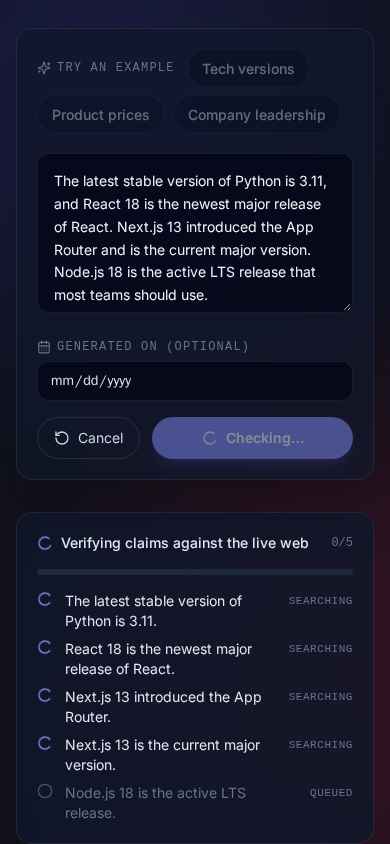 TRY AN EXAMPLE
Tech versions
Product prices
Company leadership
The latest stable version of Python is 3.11,
and React 18 is the newest major release
of React. Next.js 13 introduced the App
Router and is the current major version.
Node.js 18 is the active LTS release that
most teams should use.
GENERATED ON (OPTIONAL)
mm/dd/yyyy
Cancel
Checking...
Verifying claims against the live web 0/5
The latest stable version of SEARCHING
Python is 3.11.
React 18 is the newest major SEARCHING
release of React.
Next.js 13 introduced the App SEARCHING
Router.
Next.js 13 is the current major SEARCHING
version.
Node.js 18 is the active LTS QUEUED
release.